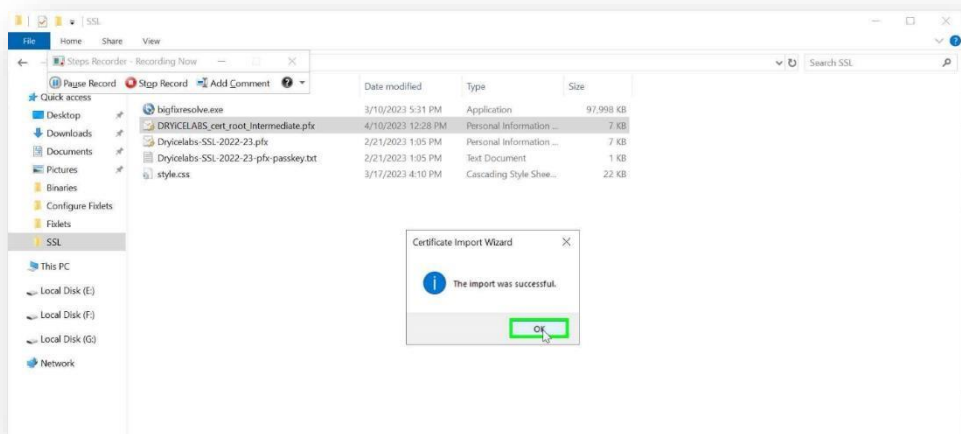 SSL
File Home Share View
Steps Recorder - Recording Now
Search SSL
Pause Record Stop Record Add Comment
Date modified Type Size
Quick access
Desktop
Downloads
Documents
Pictures
Binaries
Configure Fixlets
Fixlets
SSL
This PC
Local Disk (E:)
Local Disk (F:)
Local Disk (G:)
Network
bigfixresolve.exe 3/10/2023 5:31 PM Application 97,998 KB
DRYiCELABS_cert_root_Intermediate.pfx 4/10/2023 12:28 PM Personal Information ... 7 KB
Dryicelabs-SSL-2022-23.pfx 2/21/2023 1:05 PM Personal Information ... 7 KB
Dryicelabs-SSL-2022-23-pfx-passkey.txt 2/21/2023 1:05 PM Text Document 1 KB
style.css 3/17/2023 4:10 PM Cascading Style Shee... 22 KB
Certificate Import Wizard
The import was successful.
OK